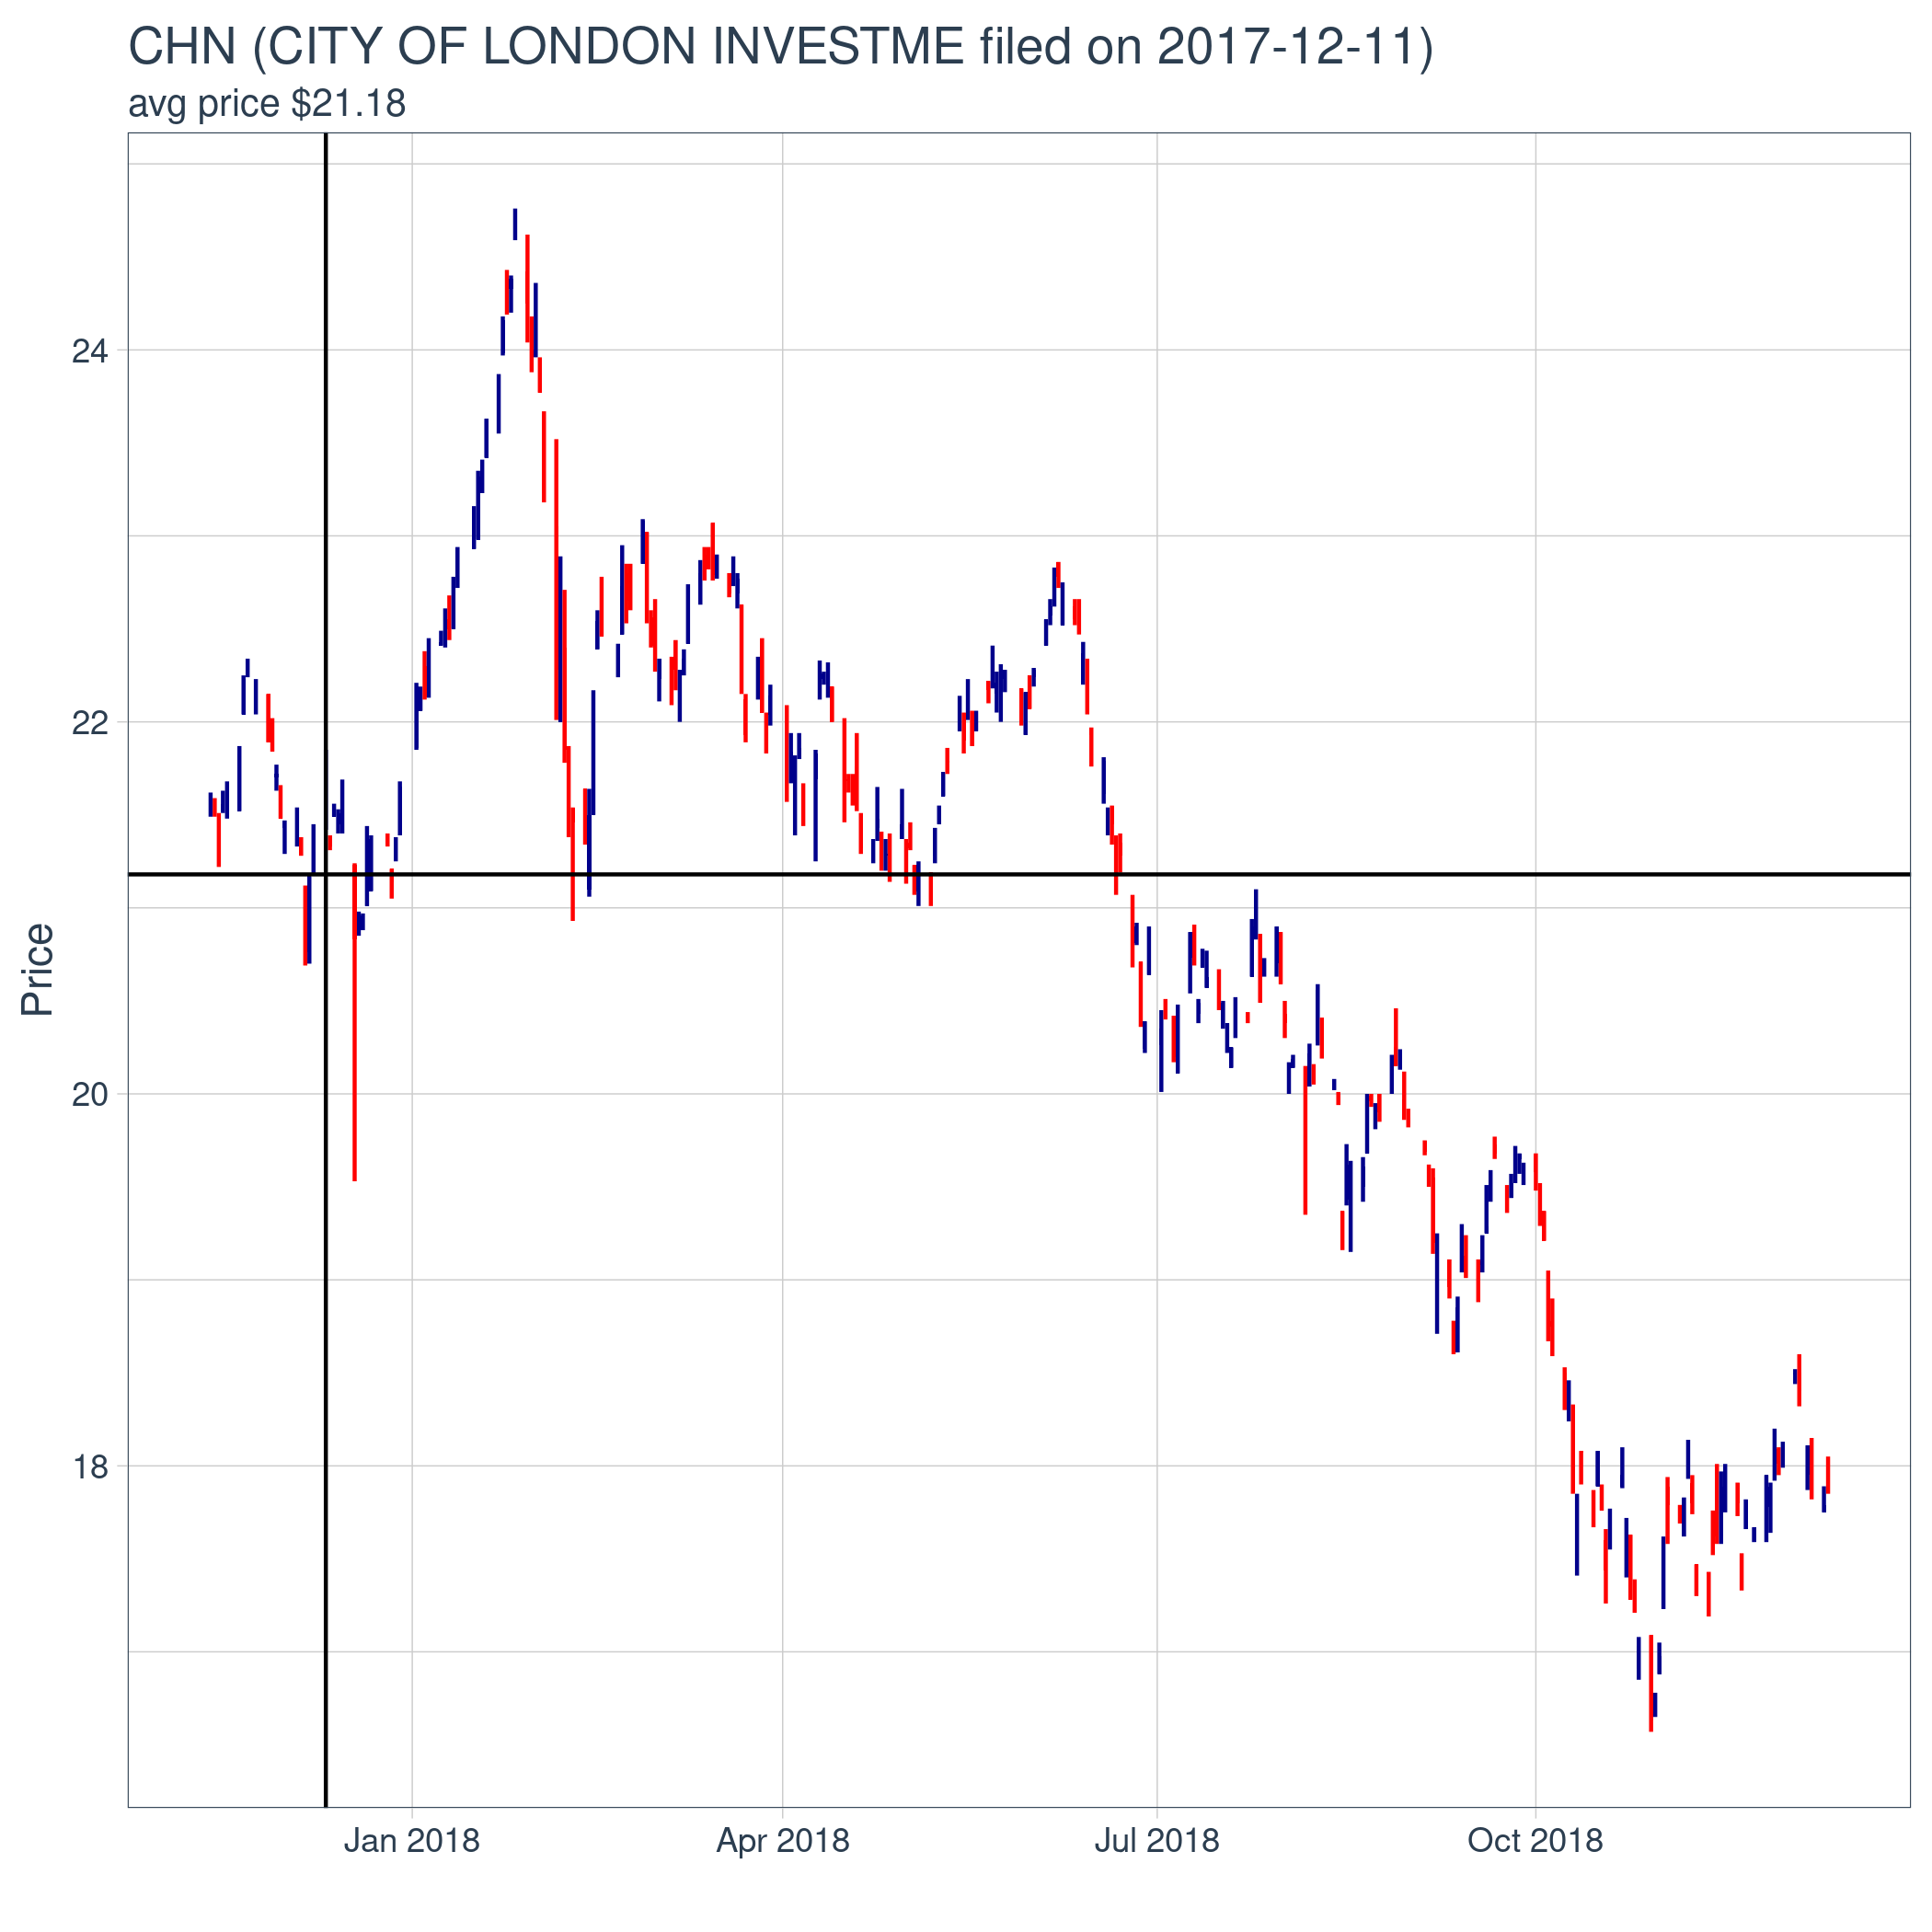 CHN (CITY OF LONDON INVESTME filed on 2017-12-11)
avg price $21.18
24
22
20
18
Price
Jan 2018
Apr 2018
Jul 2018
Oct 2018